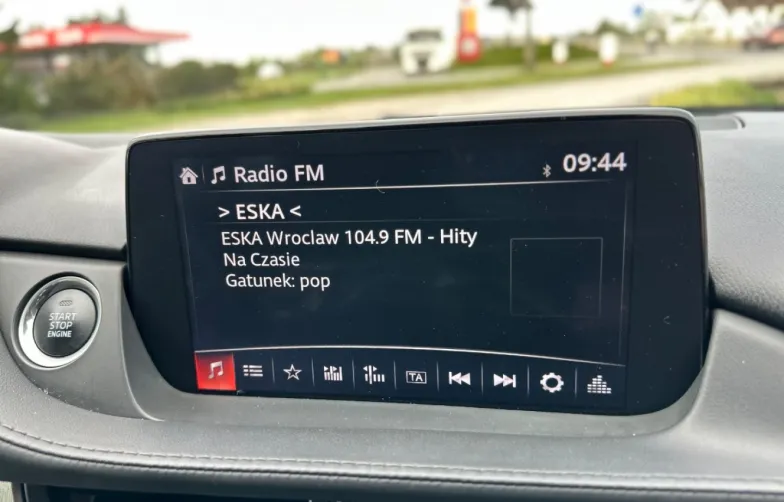 Radio FM
09:44
> ESKA <
ESKA Wroclaw 104.9 FM - Hity
Na Czasie
Gatunek: pop
START
STOP
ENGINE
TA